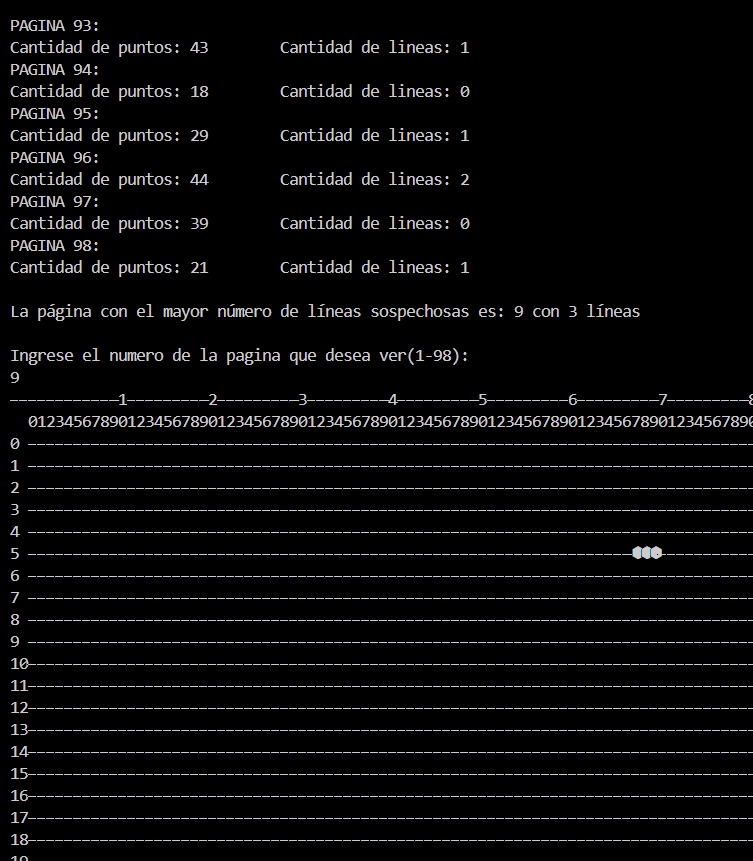 PAGINA 93:
Cantidad de puntos: 43 Cantidad de lineas: 1
PAGINA 94:
Cantidad de puntos: 18 Cantidad de lineas: 0
PAGINA 95:
Cantidad de puntos: 29 Cantidad de lineas: 1
PAGINA 96:
Cantidad de puntos: 44 Cantidad de lineas: 2
PAGINA 97:
Cantidad de puntos: 39 Cantidad de lineas: 0
PAGINA 98:
Cantidad de puntos: 21 Cantidad de lineas: 1
La página con el mayor número de líneas sospechosas es: 9 con 3 líneas
Ingrese el numero de la pagina que desea ver(1-98):
9
------------1---------2---------3---------4---------5---------6---------7---------8
012345678901234567890123456789012345678901234567890123456789012345678901234567890
0
1
2
3
4
5
6
7
8
9
10
11
12
13
14
15
16
17
18